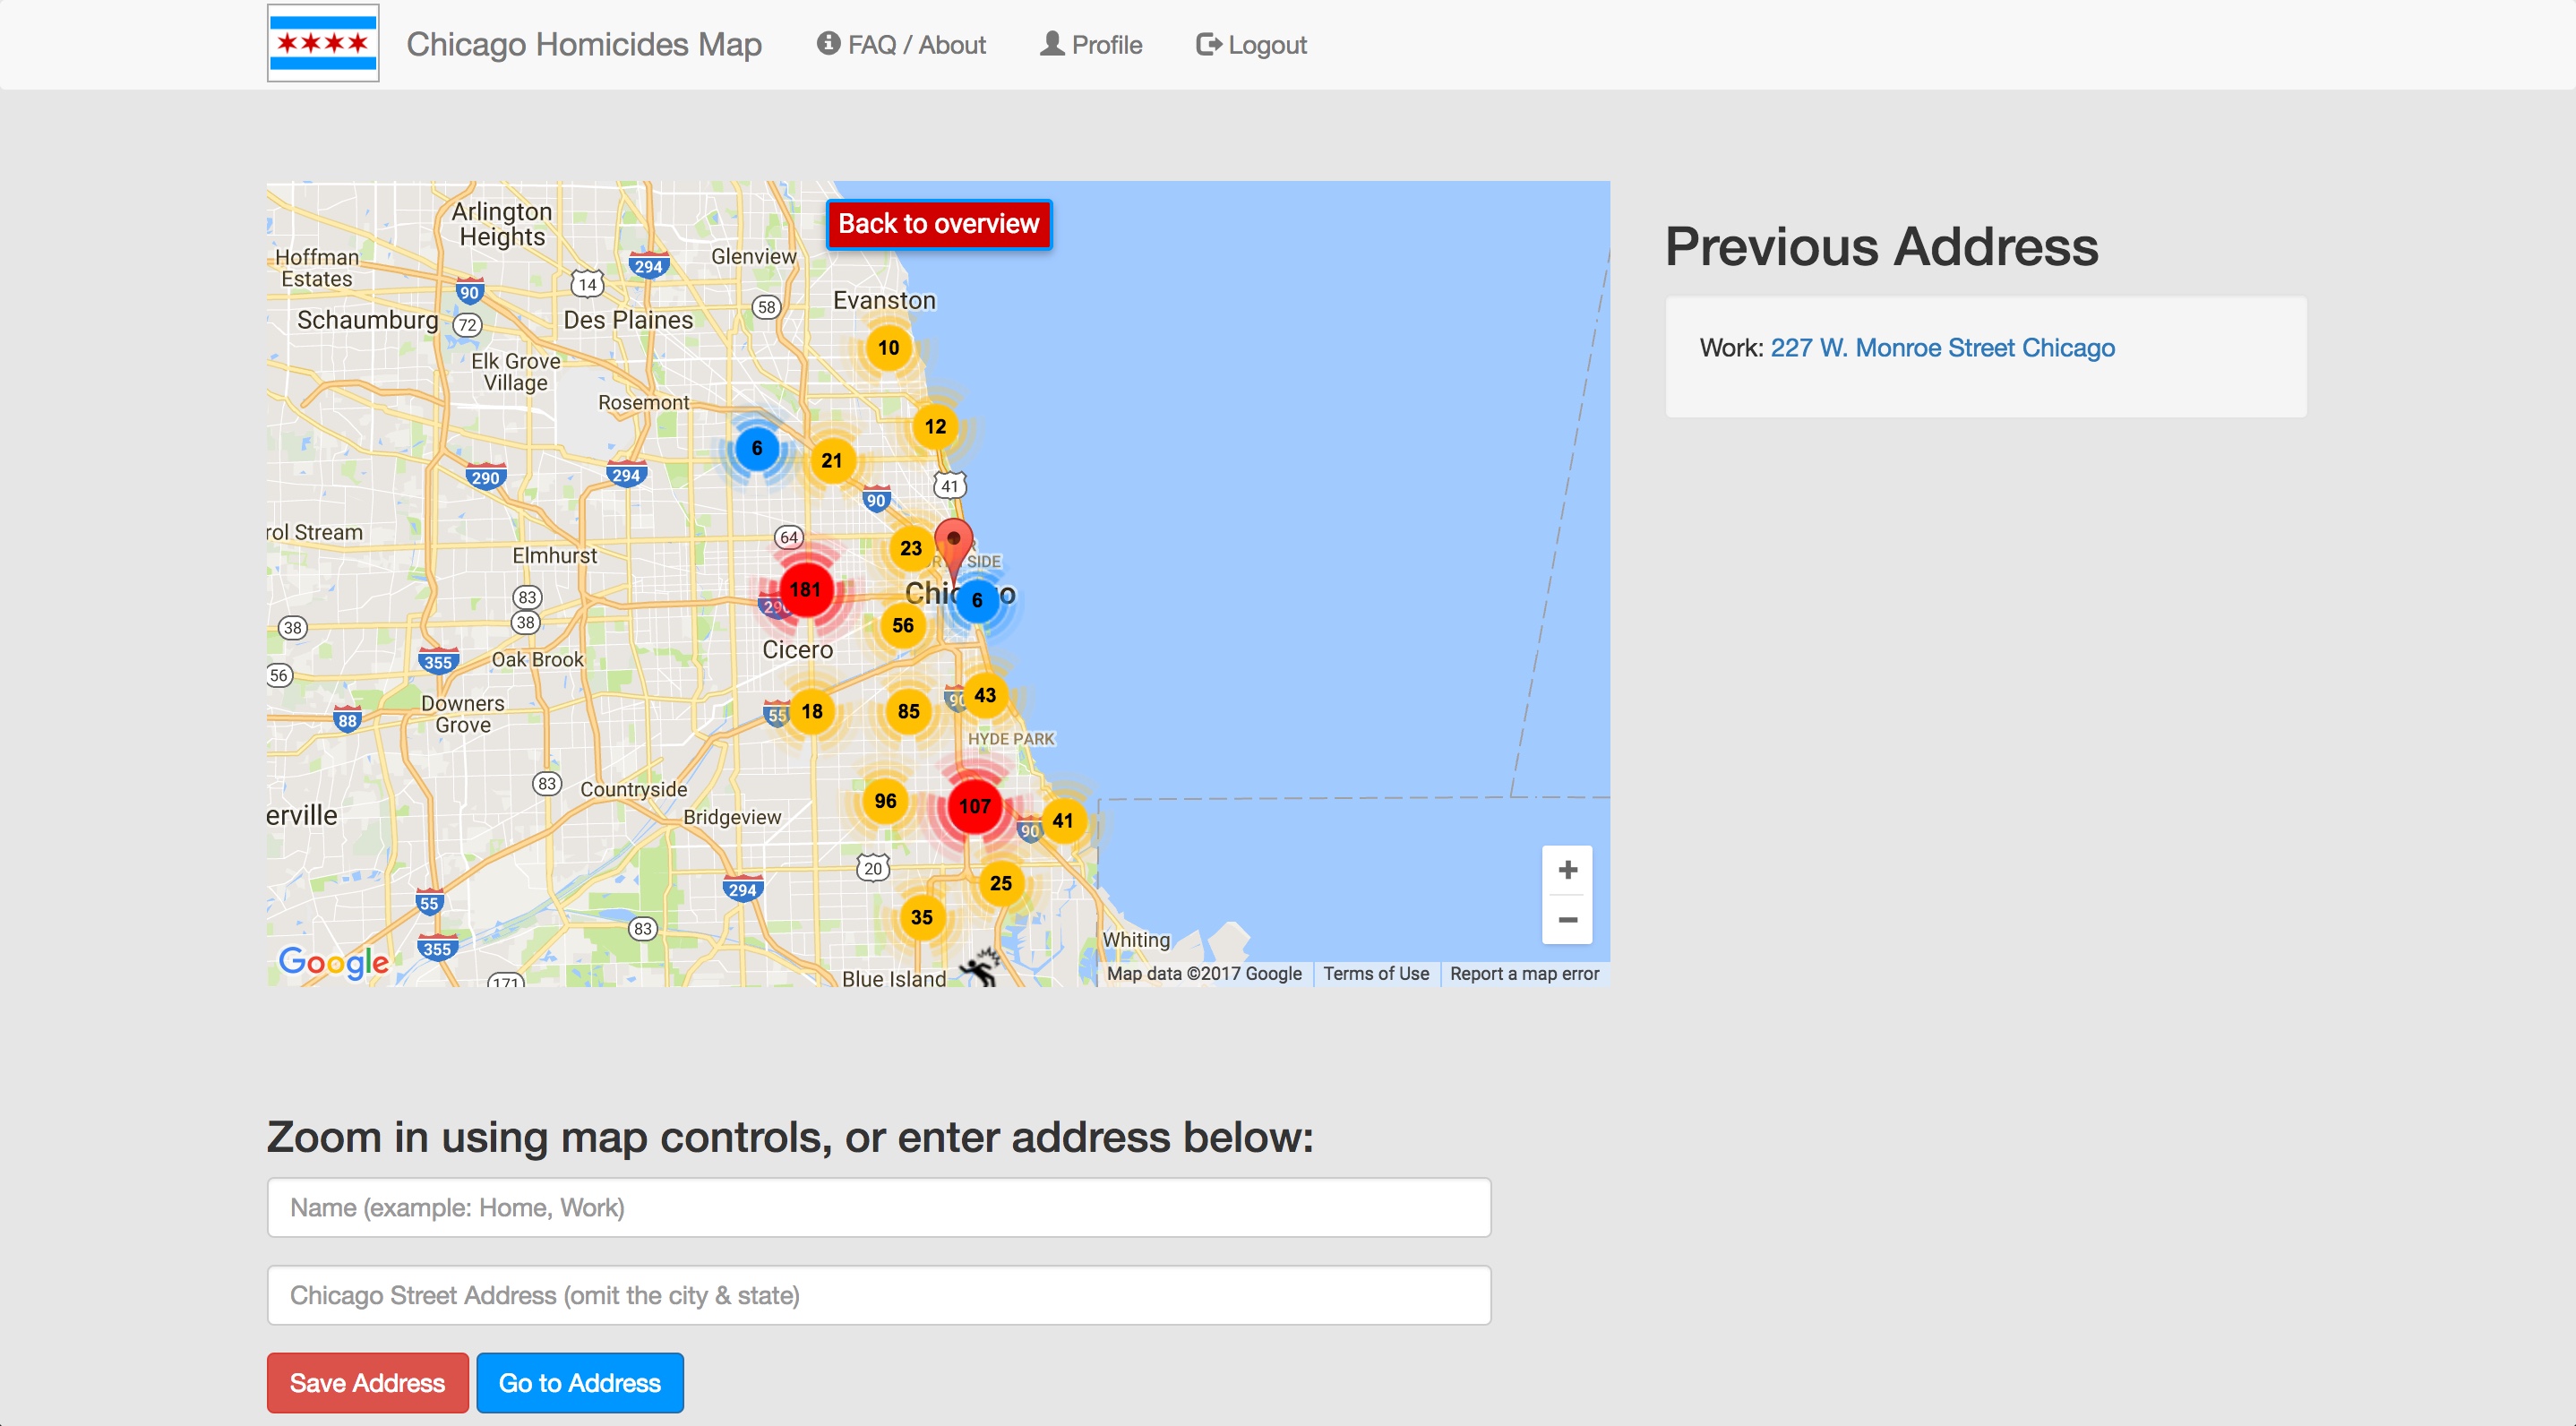 Chicago Homicides Map
FAQ / About
Profile
Logout
Back to overview
Arlington
Heights
Hoffman
Estates
Glenview
294
90
14
58
Evanston
Schaumburg
72
Des Plaines
10
Elk Grove
Village
Rosemont
12
6
21
290
294
90
41
rol Stream
64
23
SIDE
Elmhurst
181
290
6
83
38
38
56
Cicero
355
Oak Brook
56
Downers
Grove
88
55
18
85
90
43
HYDE PARK
83
Countryside
96
107
erville
Bridgeview
90
41
20
294
25
55
35
83
355
Whiting
Google
171
Blue Island
Map data ©2017 Google
Terms of Use
Report a map error
Previous Address
Work: 227 W. Monroe Street Chicago
Zoom in using map controls, or enter address below:
Name (example: Home, Work)
Chicago Street Address (omit the city & state)
Save Address
Go to Address